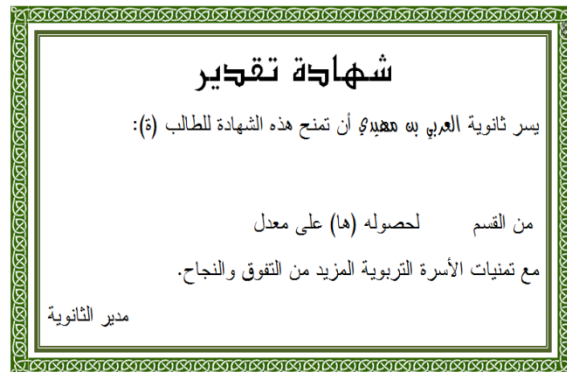 شهادة تقدير
يسر ثانوية العربي بن مهيدي أن تمنح هذه الشهادة للطالب (ة):
من القسم لحصوله (ها) على معدل
مع تمنيات الأسرة التربوية المزيد من التفوق والنجاح.
مدير الثانوية